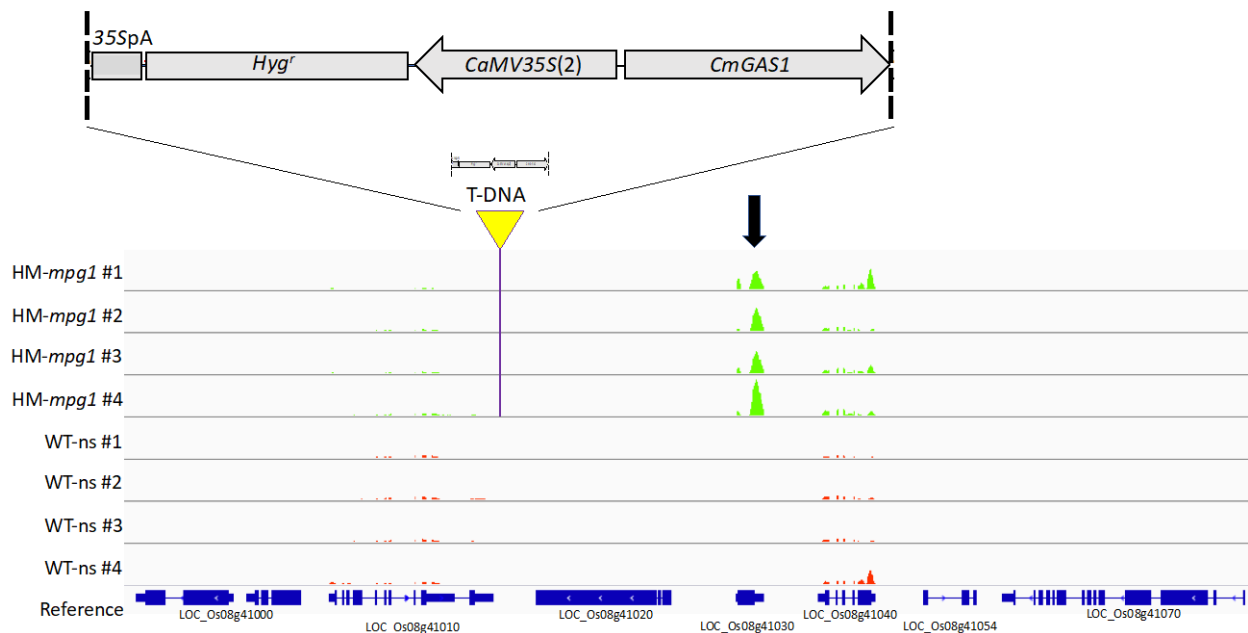 35SpA
Hygʳ
CaMV35S(2)
CmGAS1
T-DNA
HM-mpg1 #1
HM-mpg1 #2
HM-mpg1 #3
HM-mpg1 #4
WT-ns #1
WT-ns #2
WT-ns #3
WT-ns #4
Reference
LOC_Os08g41000
LOC_Os08g41010
LOC_Os08g41020
LOC_Os08g41030
LOC_Os08g41040
LOC_Os08g41054
LOC_Os08g41070